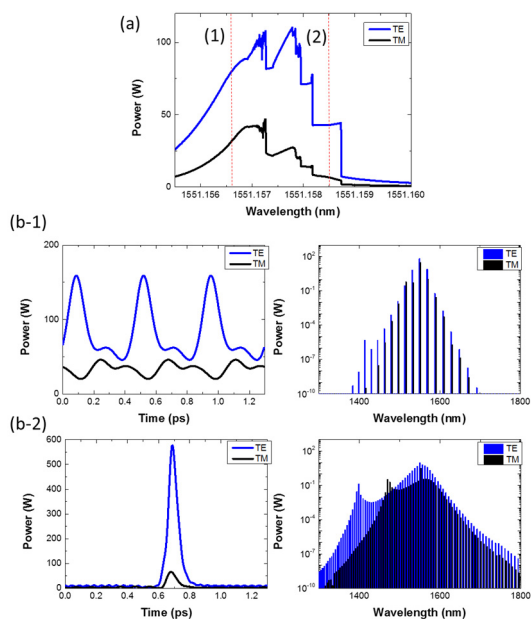 (a)
(1)
(2)
TE
TM
100
50
0
Power (W)
1551.156 1551.157 1551.158 1551.159 1551.160
Wavelength (nm)
(b-1)
200
100
0
Power (W)
TE
TM
0.0 0.2 0.4 0.6 0.8 1.0 1.2
Time (ps)
10^2
10^-1
10^-4
10^-7
10^-10
Power (W)
TE
TM
1400 1600 1800
Wavelength (nm)
(b-2)
600
500
400
300
200
100
0
Power (W)
TE
TM
0.0 0.2 0.4 0.6 0.8 1.0 1.2
Time (ps)
10^2
10^-1
10^-4
10^-7
10^-10
Power (W)
TE
TM
1400 1600 1800
Wavelength (nm)